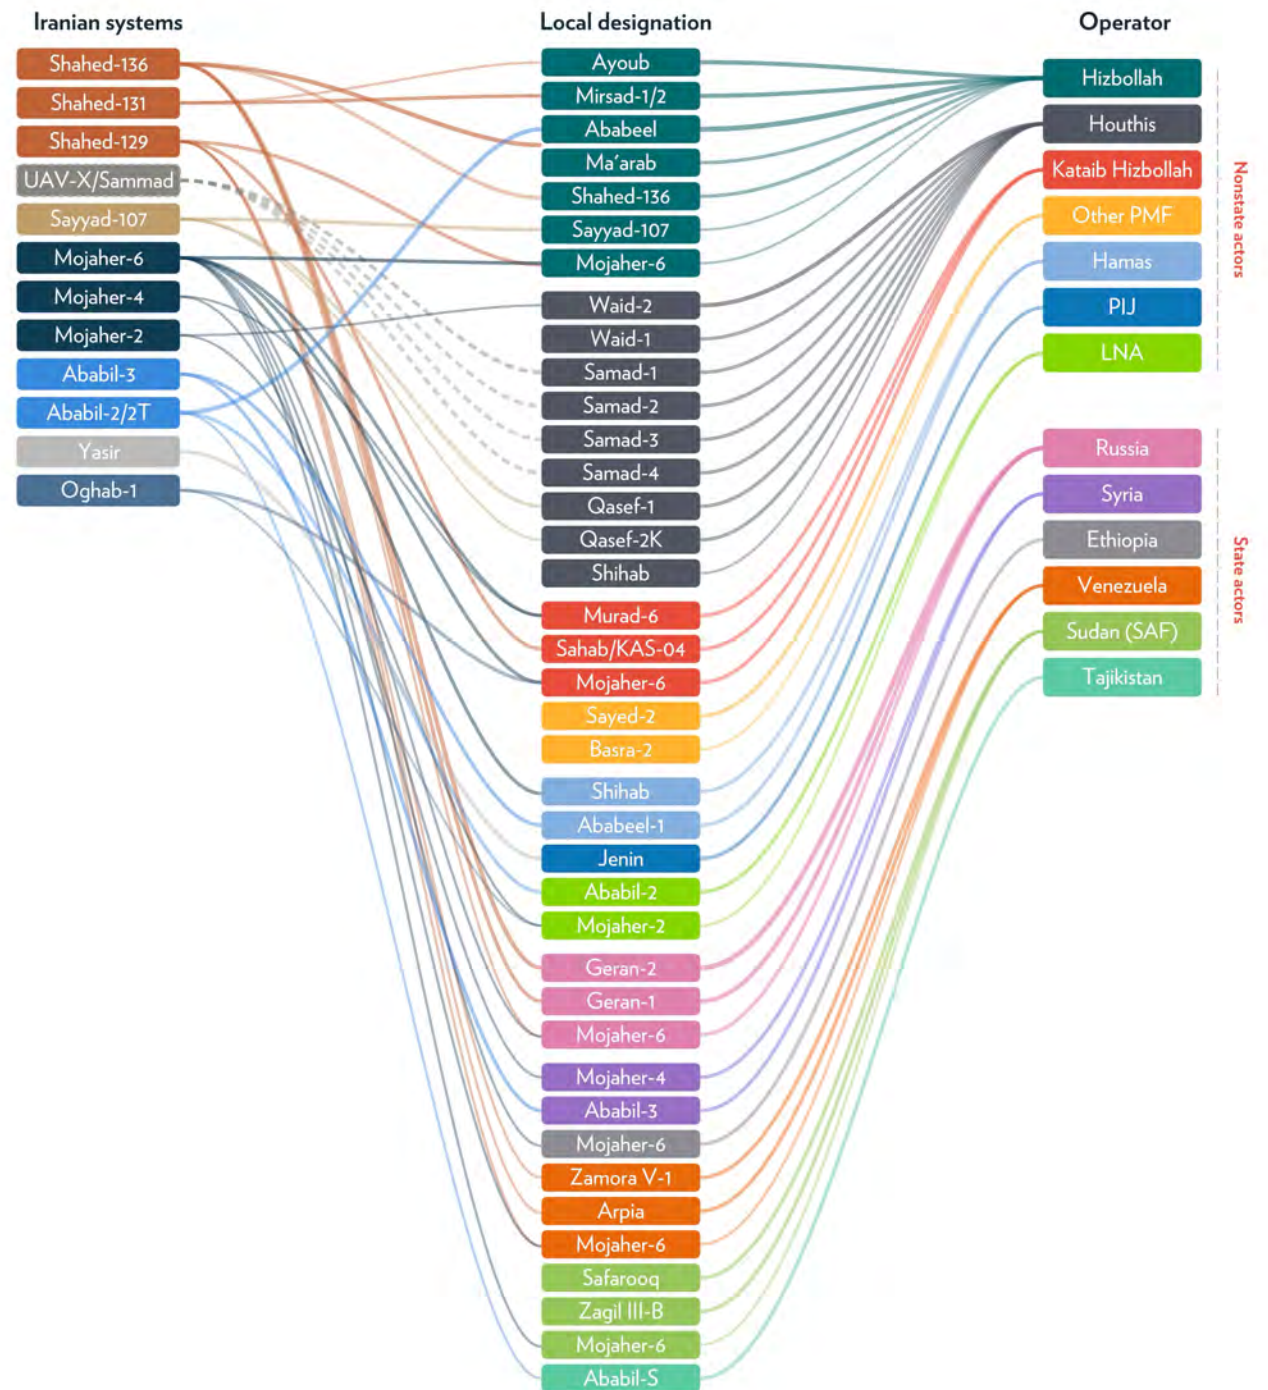 Iranian systems
Local designation
Operator
Shahed-136
Shahed-131
Shahed-129
UAV-X/Sammad
Sayyad-107
Mojaher-6
Mojaher-4
Mojaher-2
Ababil-3
Ababil-2/2T
Yasir
Oghab-1
Ayoub
Mirsad-1/2
Ababeel
Ma'arab
Shahed-136
Sayyad-107
Mojaher-6
Waid-2
Waid-1
Samad-1
Samad-2
Samad-3
Samad-4
Qasef-1
Qasef-2K
Shihab
Murad-6
Sahab/KAS-04
Mojaher-6
Sayed-2
Basra-2
Shihab
Ababeel-1
Jenin
Ababil-2
Mojaher-2
Geran-2
Geran-1
Mojaher-6
Mojaher-4
Ababil-3
Mojaher-6
Zamora V-1
Arpia
Mojaher-6
Safarooq
Zagil III-B
Mojaher-6
Ababil-S
Hizbollah
Houthis
Kataib Hizbollah
Other PMF
Hamas
PIJ
LNA
Russia
Syria
Ethiopia
Venezuela
Sudan (SAF)
Tajikistan
Nonstate actors
State actors